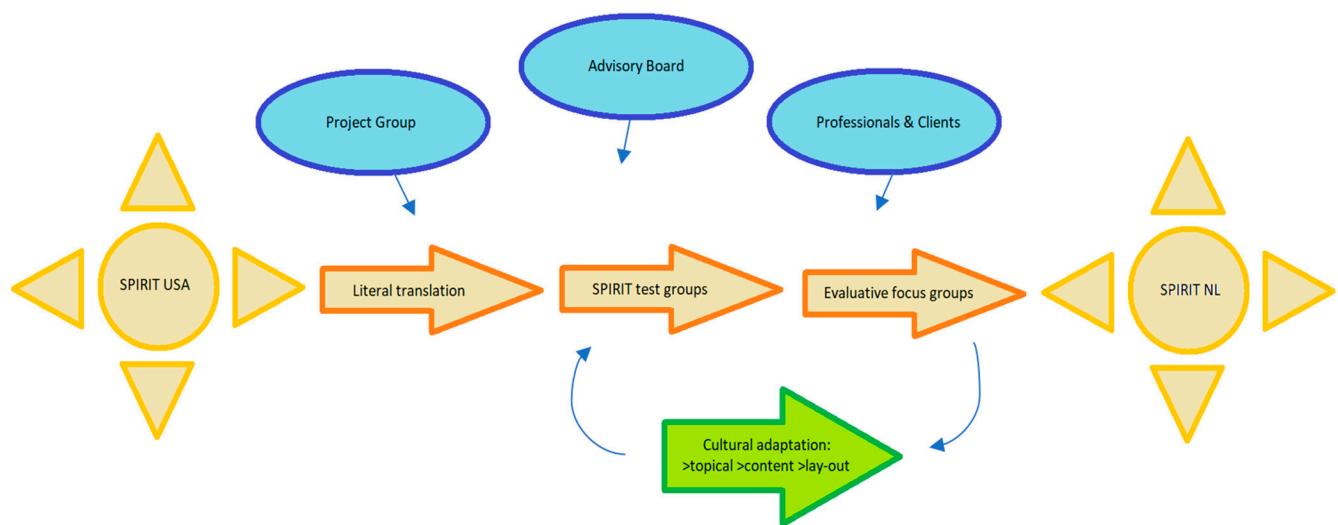 Advisory Board
Project Group
Professionals & Clients
SPIRIT USA
Literal translation
SPIRIT test groups
Evaluative focus groups
SPIRIT NL
Cultural adaptation:
>topical >content >lay-out